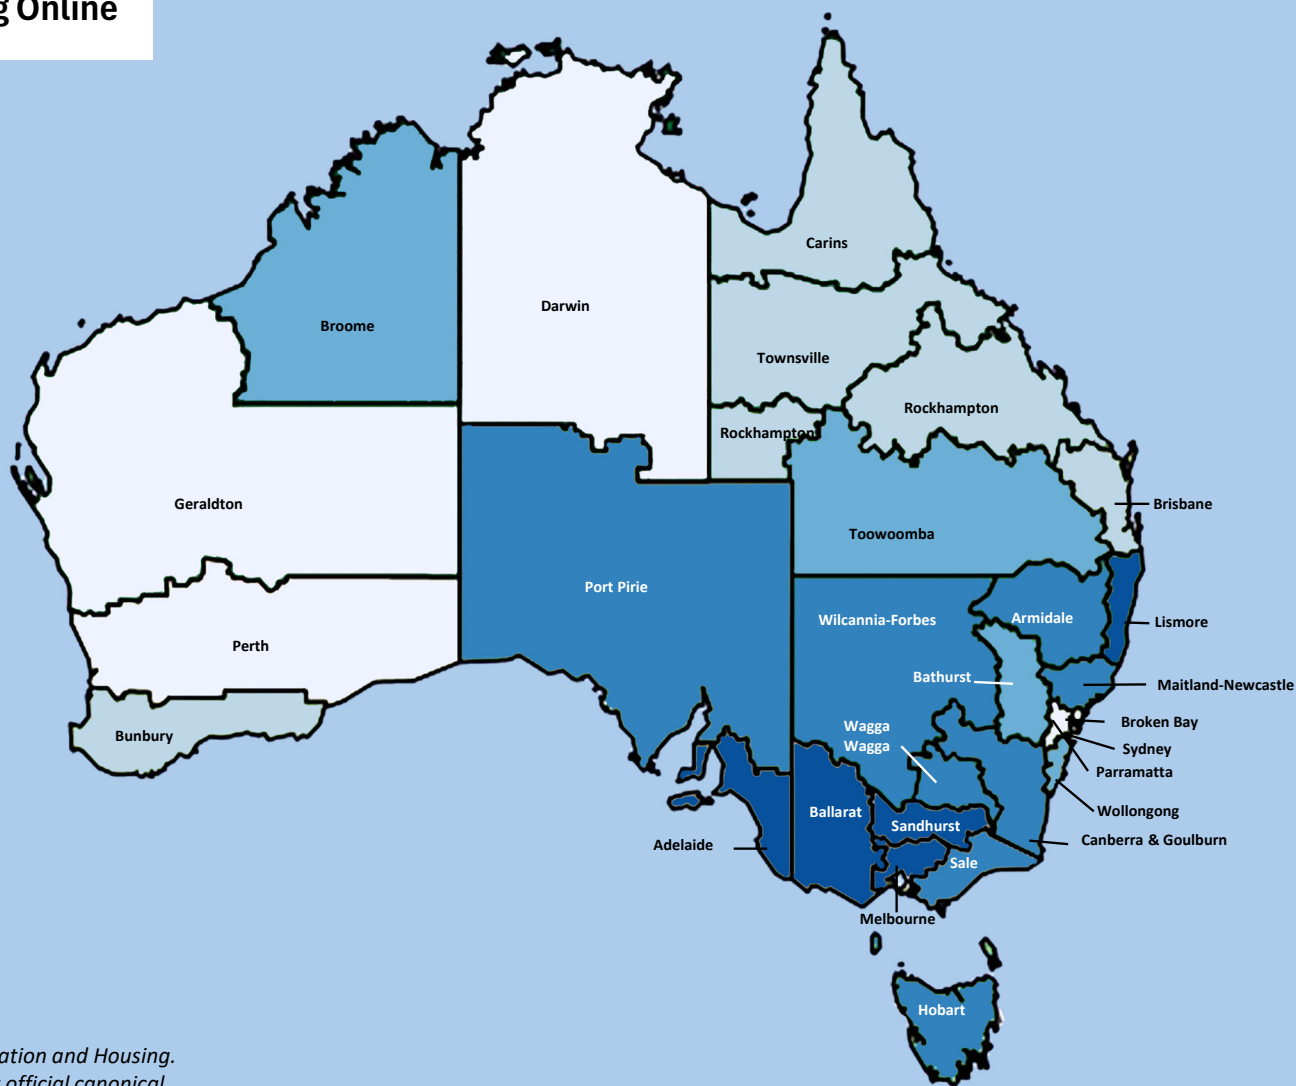 g Online
Carins
Darwin
Broome
Townsville
Rockhampton
Rockhampton
Geraldton
Brisbane
Toowoomba
Port Pirie
Wilcannia-Forbes
Armidale
Lismore
Perth
Bathurst
Maitland-Newcastle
Broken Bay
Bunbury
Wagga
Wagga
Sydney
Parramatta
Ballarat
Wollongong
Sandhurst
Canberra & Goulburn
Adelaide
Sale
Melbourne
Hobart
ation and Housing.
official canonical